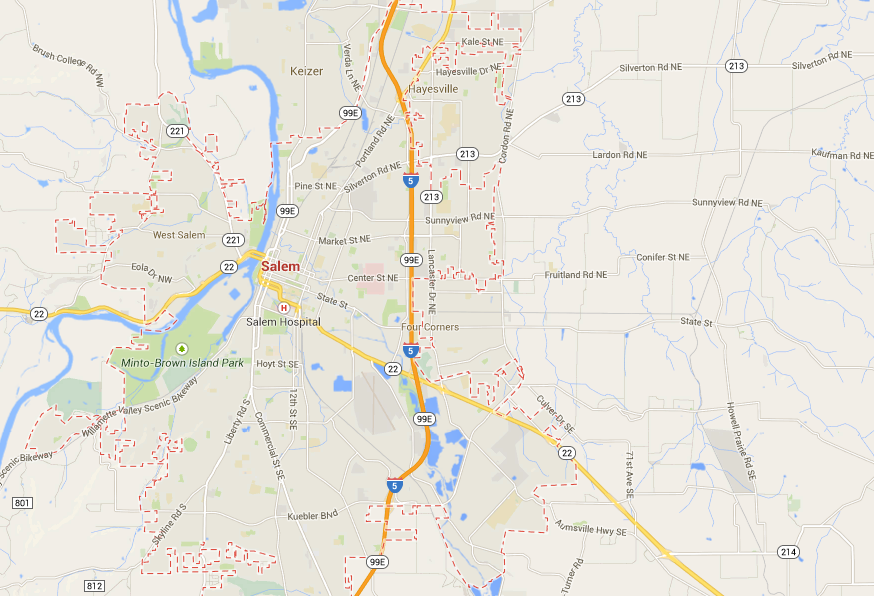 Kale St NE
Brush College Rd NW
Verda Ln NE
Keizer
Hayesville Dr NE
Silverton Rd NE
213
Silverton Rd NE
Hayesville
213
99E
221
Portland Rd NE
Cordon Rd NE
213
Lardon Rd NE
Kaufman Rd NE
Silverton Rd NE
5
Pine St NE
213
99E
Sunnyview Rd NE
Sunnyview Rd NE
West Salem
221
Market St NE
99E
Conifer St NE
22
Salem
Eola Dr NW
Center St NE
Lancaster Dr NE
Fruitland Rd NE
State St
H
22
Salem Hospital
Four Corners
State St
5
Minto-Brown Island Park
Hoyt St SE
22
Willamette Valley Scenic Bikeway
12th St SE
Liberty Rd S
Commercial St SE
99E
Culver Dr SE
Howell Prairie Rd SE
22
Scenic Bikeway
71st Ave SE
5
801
Skyline Rd S
Kuebler Blvd
Aumsville Hwy SE
214
99E
812
Turner Rd